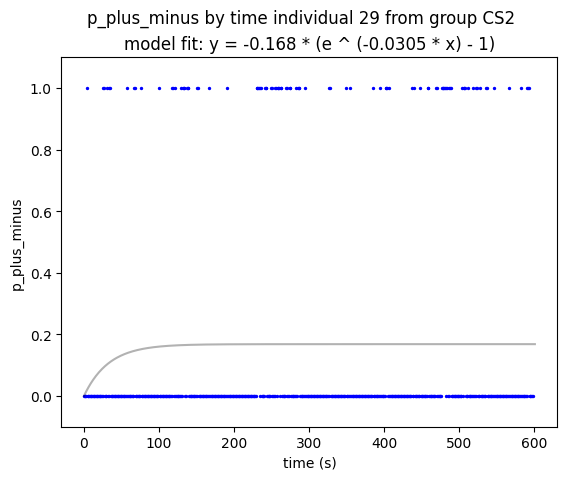 p_plus_minus by time individual 29 from group CS2
model fit: y = -0.168 * (e ^ (-0.0305 * x) - 1)
p_plus_minus
1.0
0.8
0.6
0.4
0.2
0.0
0 100 200 300 400 500 600
time (s)